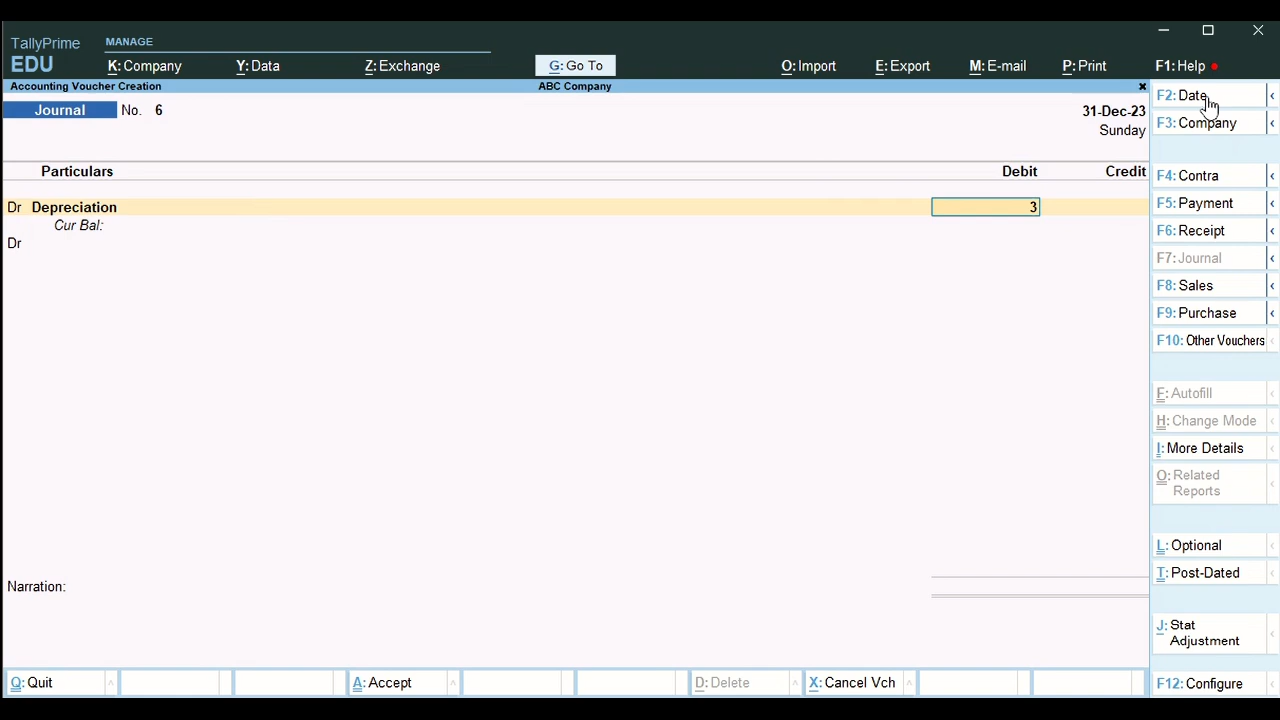 TallyPrime
EDU
MANAGE
K: Company
Y: Data
Z: Exchange
G: Go To
O: Import
E: Export
M: E-mail
P: Print
F1: Help
Accounting Voucher Creation
ABC Company
Journal No. 6
31-Dec-23
Sunday
Particulars
Debit
Credit
Dr Depreciation
3
Cur Bal:
Dr
Narration:
F2: Date
F3: Company
F4: Contra
F5: Payment
F6: Receipt
F7: Journal
F8: Sales
F9: Purchase
F10: Other Vouchers
E: Autofill
H: Change Mode
I: More Details
O: Related
Reports
L: Optional
T: Post-Dated
J: Stat
Adjustment
F12: Configure
Q: Quit
A: Accept
D: Delete
X: Cancel Vch